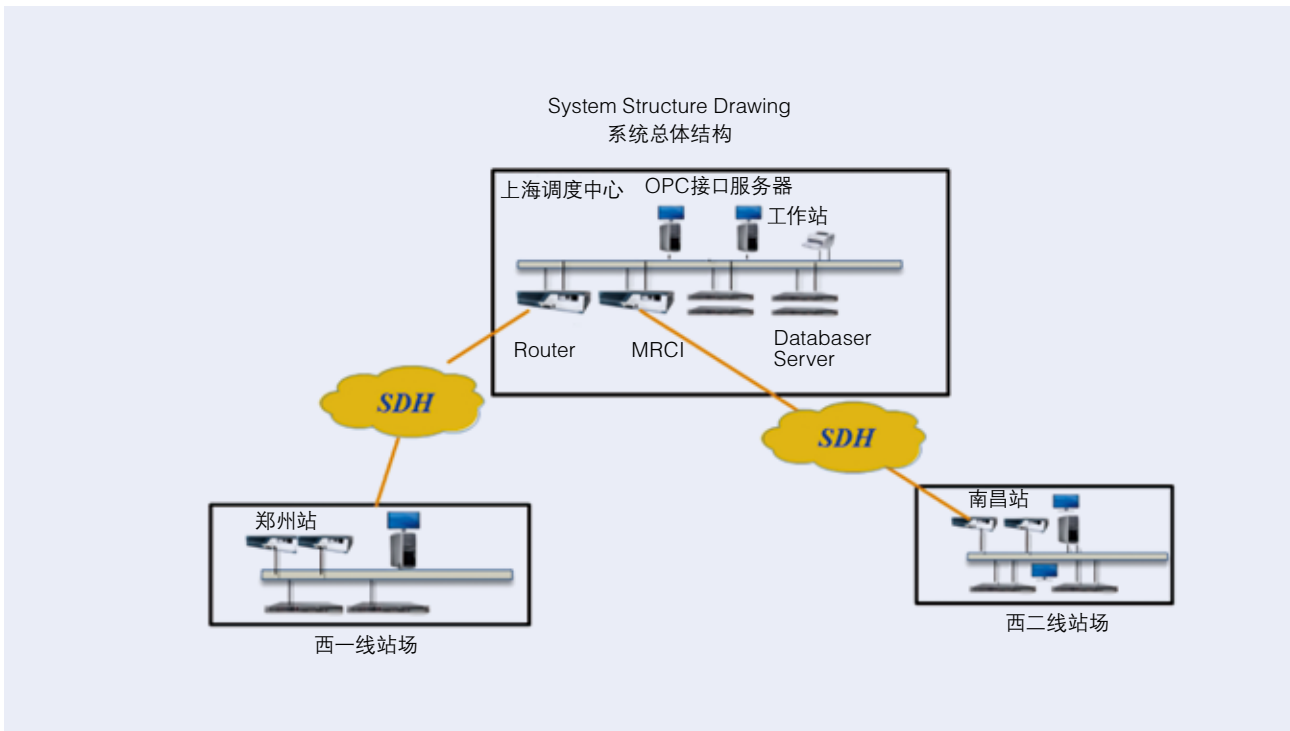 System Structure Drawing
系统总体结构
上海调度中心
OPC接口服务器
工作站
Router
MRCI
Databaser
Server
SDH
SDH
郑州站
南昌站
西一线站场
西二线站场